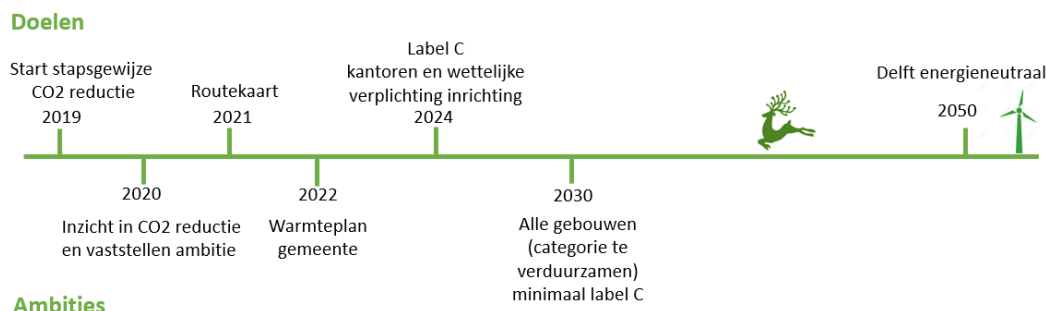 Doelen
Start stapsgewijze
CO2 reductie
2019
Routekaart
2021
Label C
kantoren en wettelijke
verplichting inrichting
2024
Delft energieneutraal
2050
2020
Inzicht in CO2 reductie
en vaststellen ambitie
2022
Warmteplan
gemeente
2030
Alle gebouwen
(categorie te
verduurzamen)
minimaal label C
Ambities